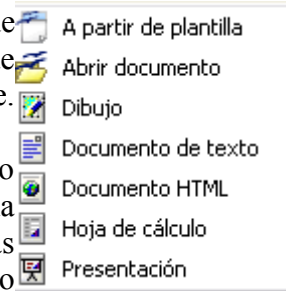 A partir de plantilla
Abrir documento
Dibujo
Documento de texto
Documento HTML
Hoja de cálculo
Presentación